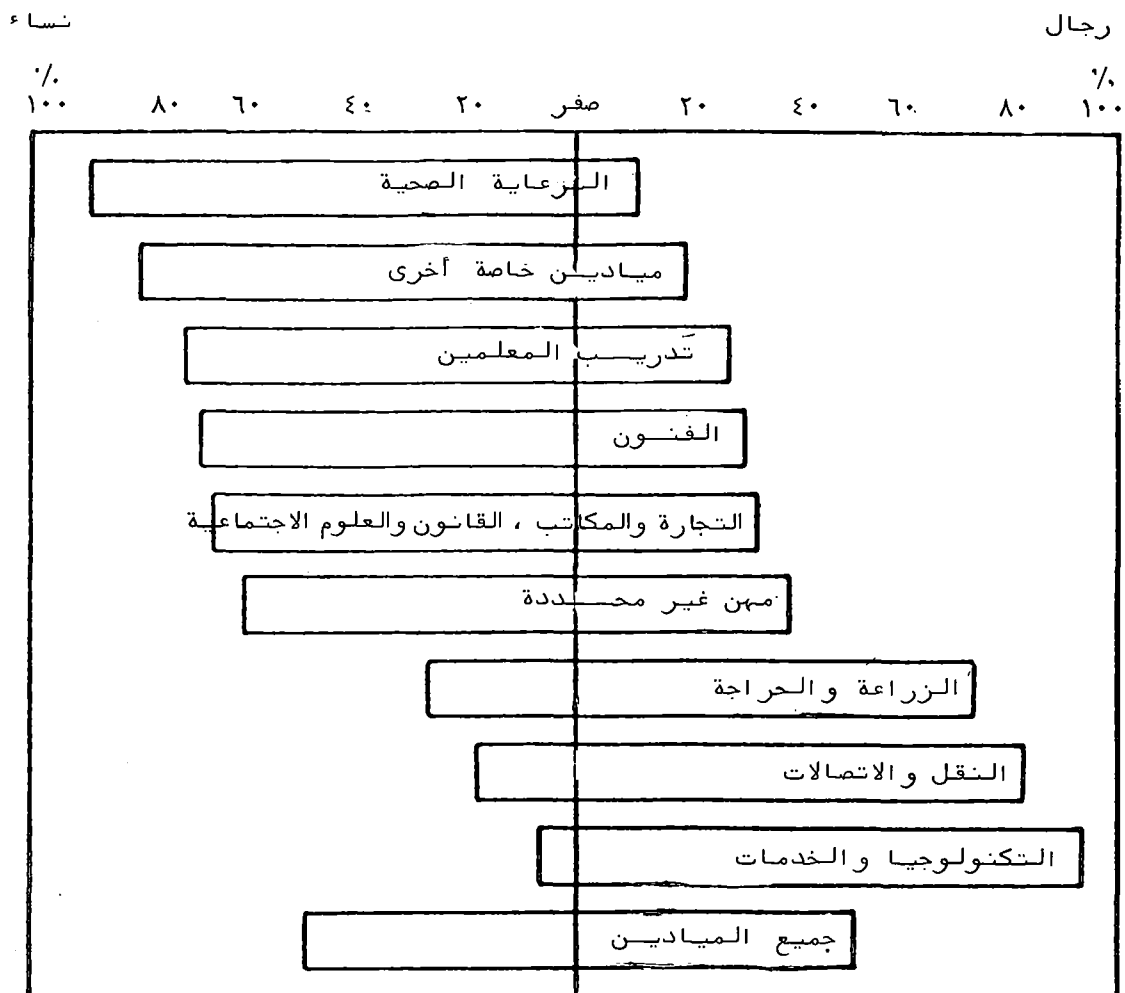 رجال نساء
٪ ٪
١٠٠ ٨٠ ٦٠ ٤٠ ٢٠ صفر ٢٠ ٤٠ ٦٠ ٨٠ ١٠٠
الرعاية الصحية
ميادين خاصة أخرى
تدريب المعلمين
الفنون
التجارة والمكاتب ، القانون والعلوم الاجتماعية
مهن غير محددة
الزراعة والحراجة
النقل والاتصالات
التكنولوجيا والخدمات
جميع الميادين